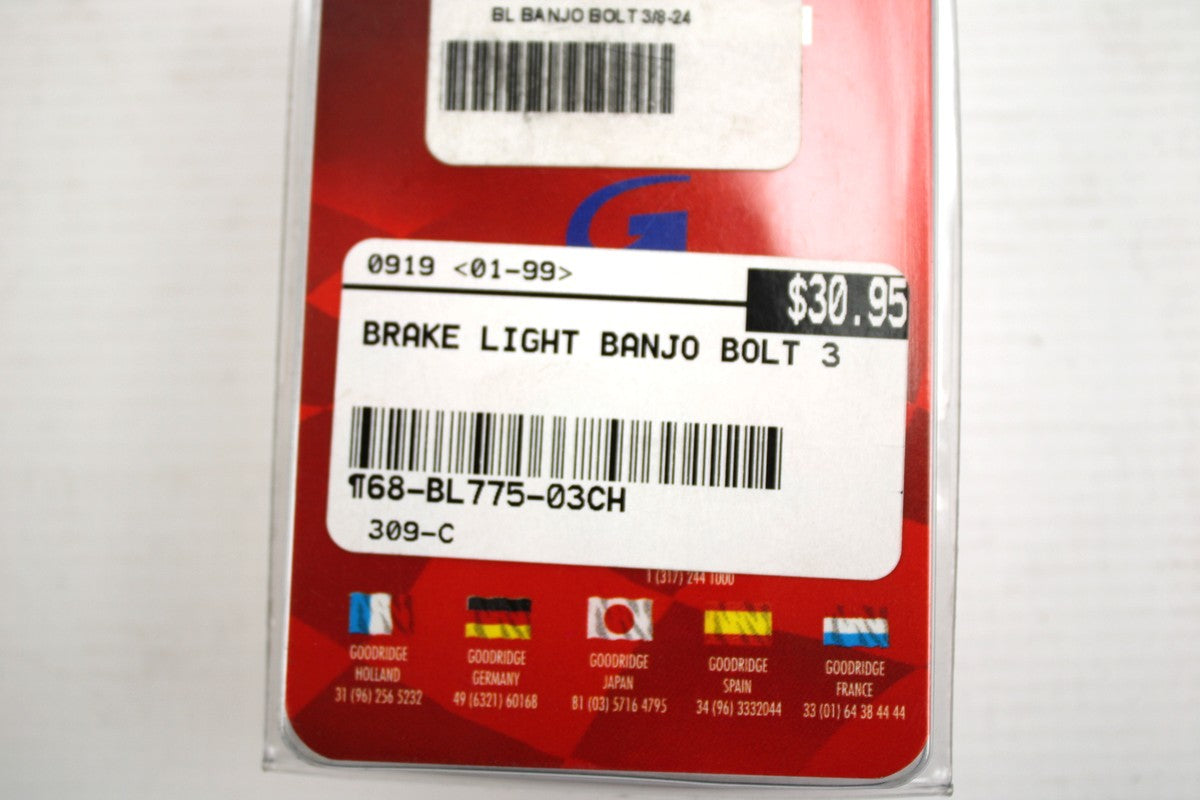 BL BANJO BOLT 3/8-24
0919 <01-99>
$30.95
BRAKE LIGHT BANJO BOLT 3
¶68-BL775-03CH
309-C
1 (317) 244 1000
GOODRIDGE
HOLLAND
31 (96) 256 5232
GOODRIDGE
GERMANY
49 (6321) 60168
GOODRIDGE
JAPAN
81 (03) 5716 4795
GOODRIDGE
SPAIN
34 (96) 3332044
GOODRIDGE
FRANCE
33 (01) 64 38 44 44